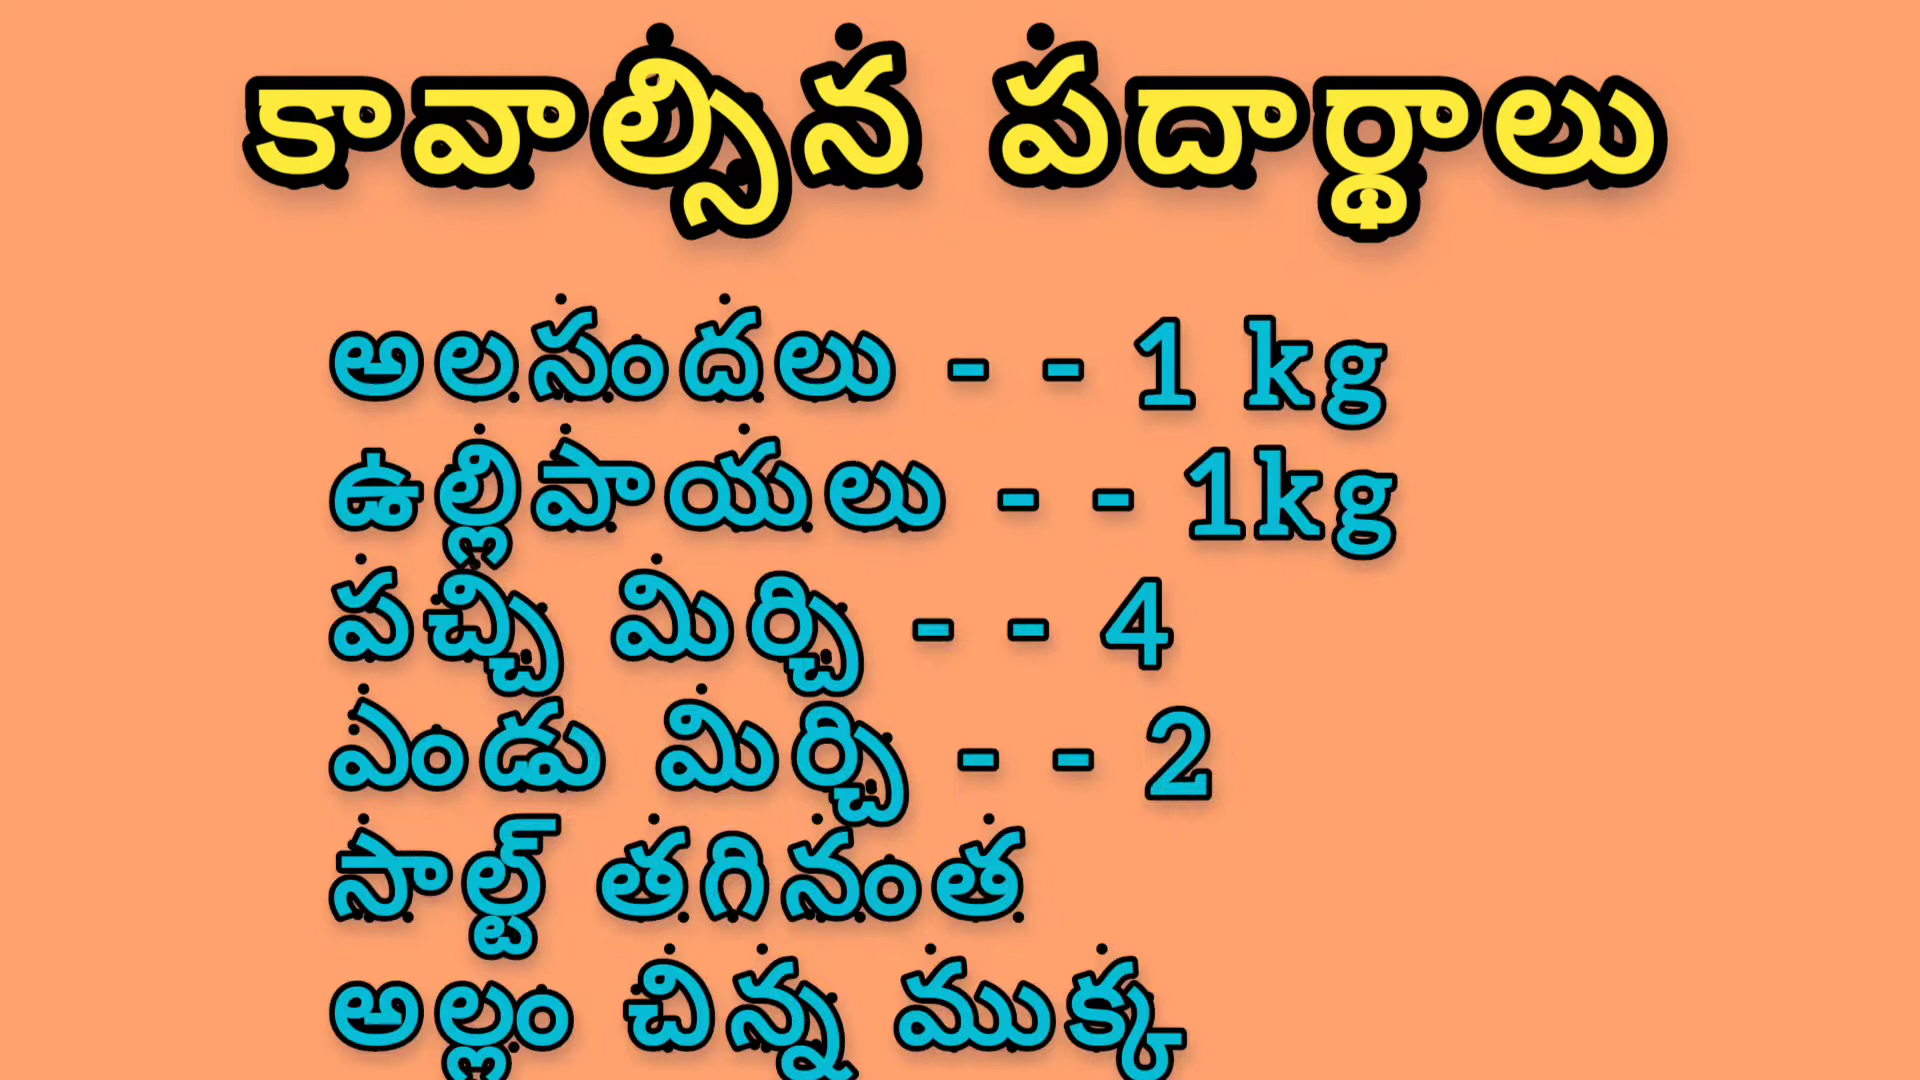 కావాల్సిన పదార్థాలు
అలసందలు - - 1 kg
ఉల్లిపాయలు - - 1kg
పచ్చి మిర్చి - - 4
ఎండు మిర్చి - - 2
సాల్ట్ తగినంత
అల్లం చిన్న ముక్క